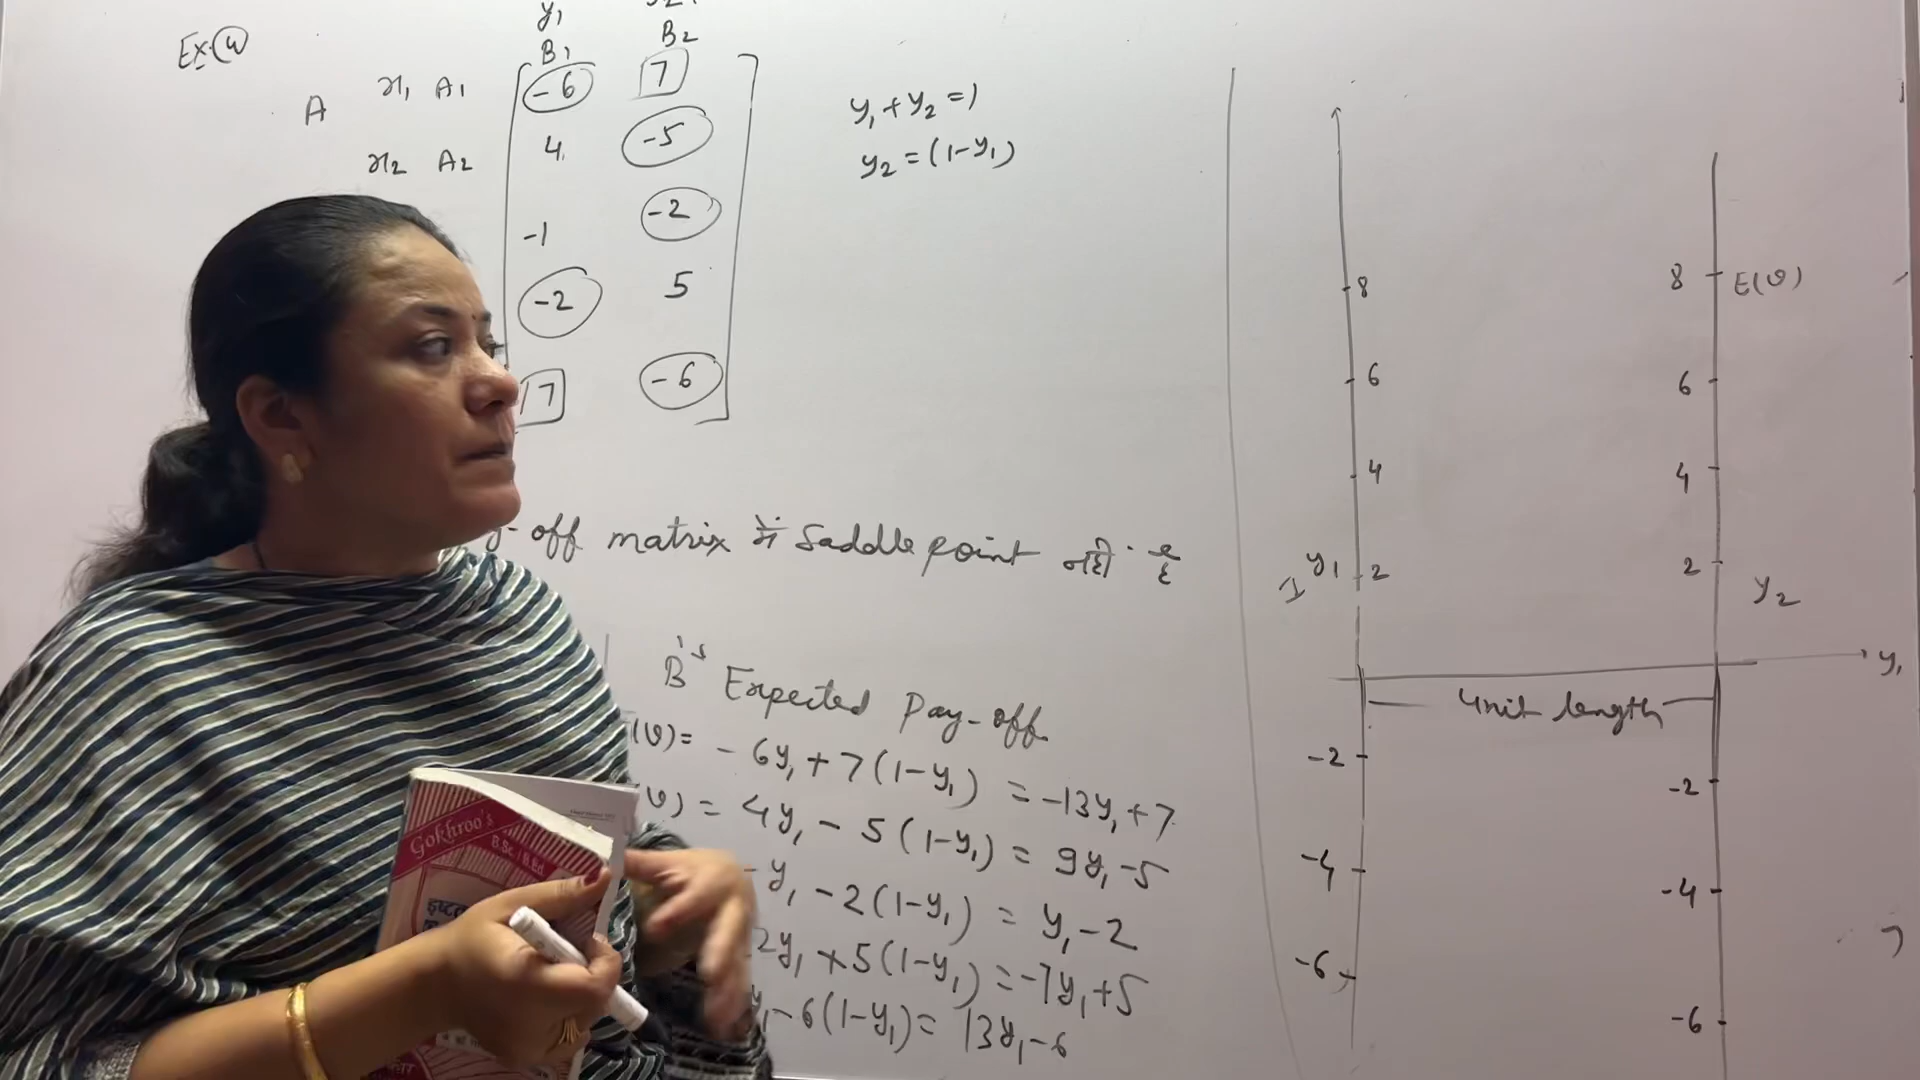 Ex. 4
y1
B1 B2
A x1 A1 -6 7
x2 A2 4 -5
-1 -2
-2 5
7 -6
y1 + y2 = 1
y2 = (1-y1)
-off matrix में Saddle point नहीं है
B's Expected Pay-off
(v) = -6y1 + 7(1-y1) = -13y1 + 7
(v) = 4y1 - 5(1-y1) = 9y1 - 5
-y1 - 2(1-y1) = y1 - 2
2y1 + 5(1-y1) = -7y1 + 5
y1 - 6(1-y1) = 13y1 - 6
8 8 E(v)
6 6
4 4
y1 2 2 y2
y1
unit length
-2 -2
-4 -4
-6 -6
Gokhroo's
B.Sc. / B.Ed.